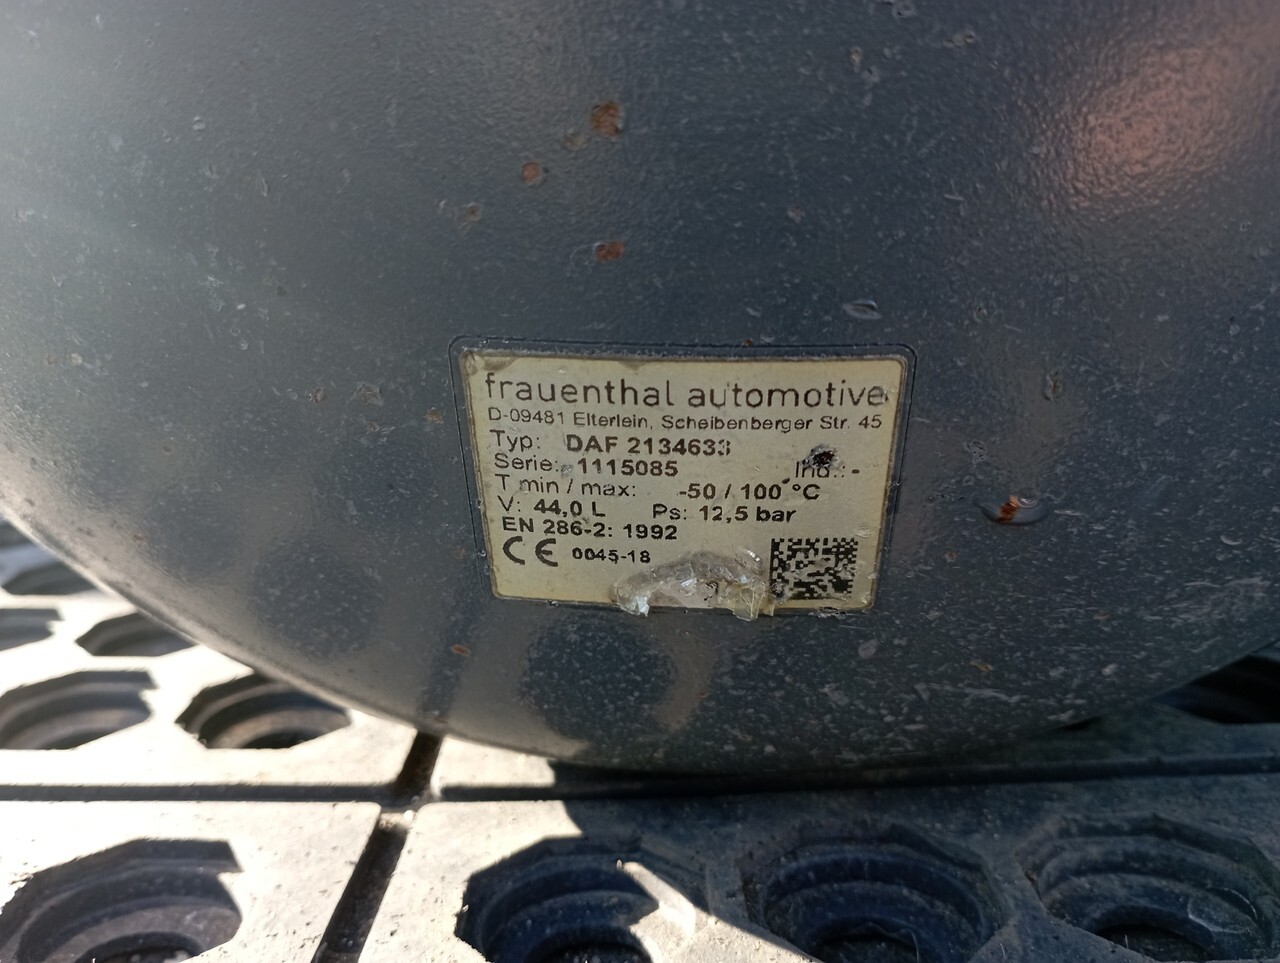 frauenthal automotive
D-09481 Elterlein, Scheibenberger Str. 45
Typ: DAF 2134633
Serie: 1115085 Ind.: -
T min / max: -50 / 100 °C
V: 44,0 L Ps: 12,5 bar
EN 286-2: 1992
CE 0045-18